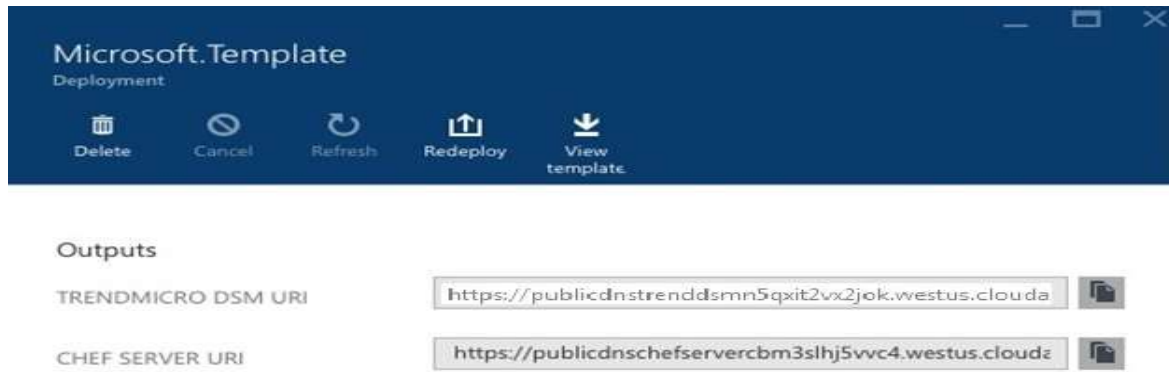 Microsoft.Template
Deployment
Delete Cancel Refresh Redeploy View template
Outputs
TRENDMICRO DSM URI https://publicdnstrenddsmn5qxit2vx2jok.westus.clouda
CHEF SERVER URI https://publicdnschefservercbm3slhj5vvc4.westus.clouda